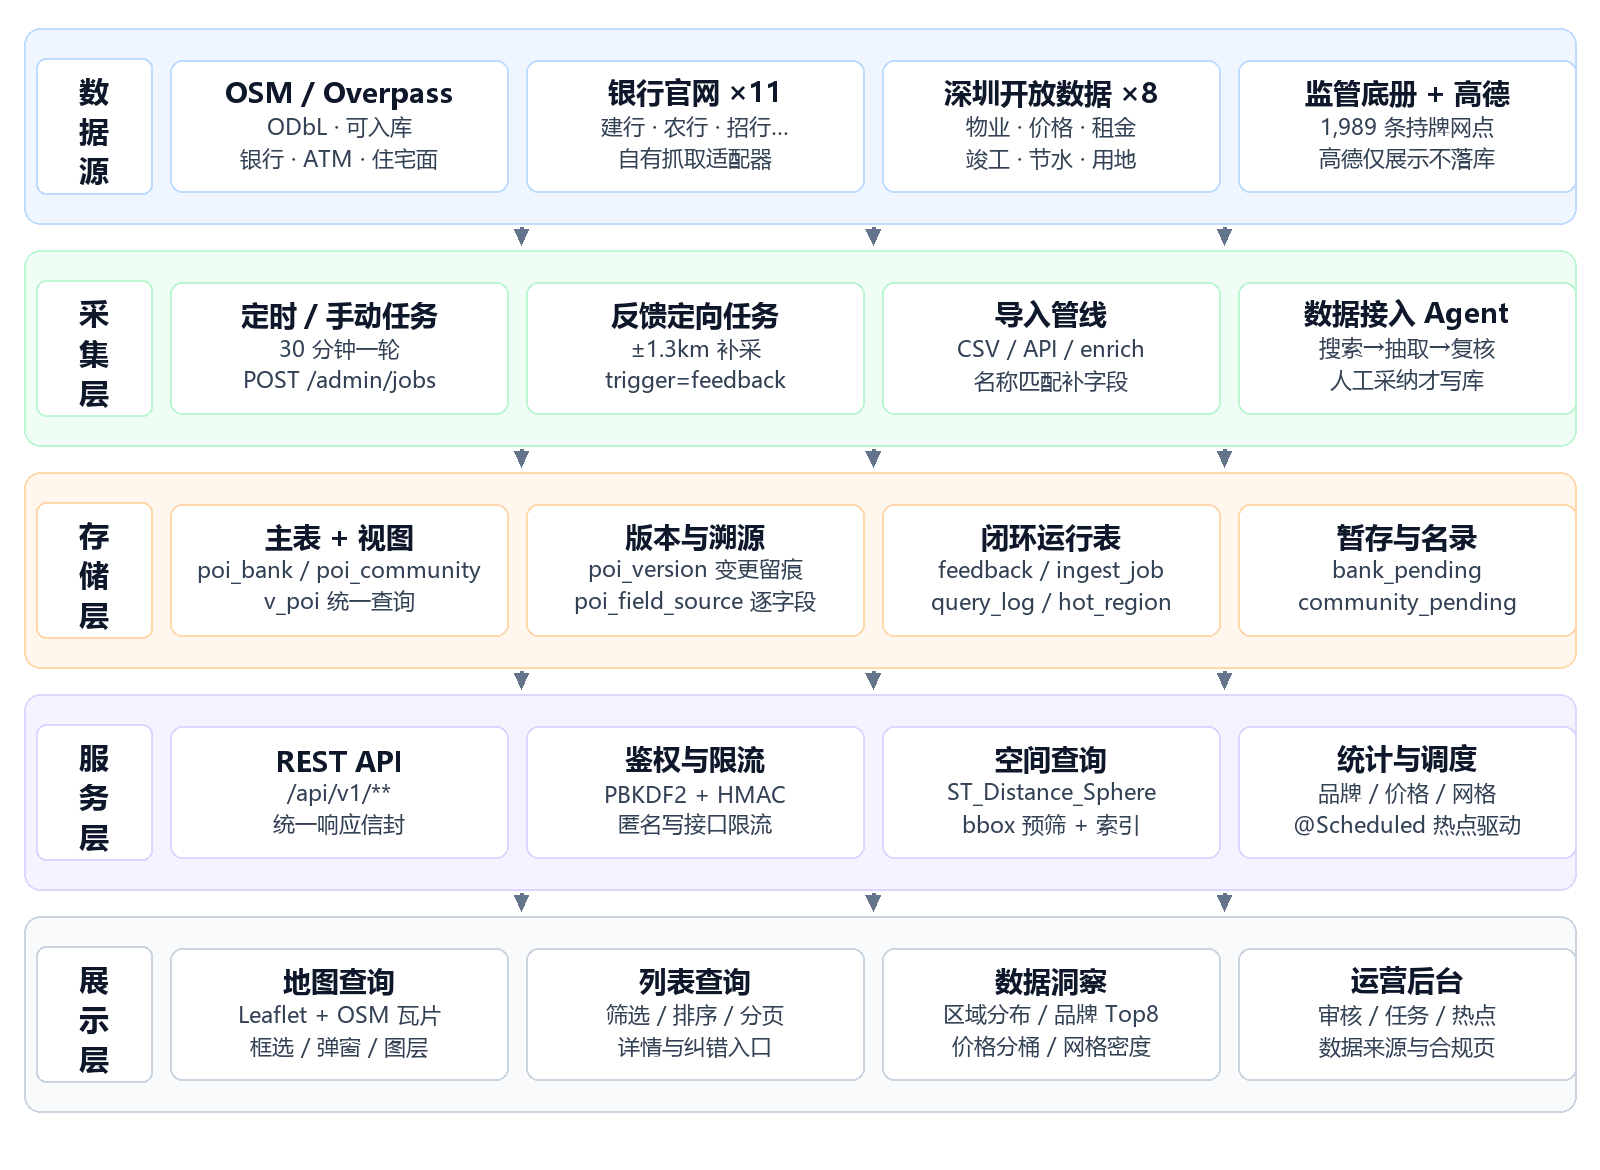 数据源
OSM / Overpass
ODbL · 可入库
银行 · ATM · 住宅面
银行官网 ×11
建行 · 农行 · 招行...
自有抓取适配器
深圳开放数据 ×8
物业 · 价格 · 租金
竣工 · 节水 · 用地
监管底册 + 高德
1,989 条持牌网点
高德仅展示不落库
采集层
定时 / 手动任务
30 分钟一轮
POST /admin/jobs
反馈定向任务
±1.3km 补采
trigger=feedback
导入管线
CSV / API / enrich
名称匹配补字段
数据接入 Agent
搜索→抽取→复核
人工采纳才写库
存储层
主表 + 视图
poi_bank / poi_community
v_poi 统一查询
版本与溯源
poi_version 变更留痕
poi_field_source 逐字段
闭环运行表
feedback / ingest_job
query_log / hot_region
暂存与名录
bank_pending
community_pending
服务层
REST API
/api/v1/**
统一响应信封
鉴权与限流
PBKDF2 + HMAC
匿名写接口限流
空间查询
ST_Distance_Sphere
bbox 预筛 + 索引
统计与调度
品牌 / 价格 / 网格
@Scheduled 热点驱动
展示层
地图查询
Leaflet + OSM 瓦片
框选 / 弹窗 / 图层
列表查询
筛选 / 排序 / 分页
详情与纠错入口
数据洞察
区域分布 / 品牌 Top8
价格分桶 / 网格密度
运营后台
审核 / 任务 / 热点
数据来源与合规页